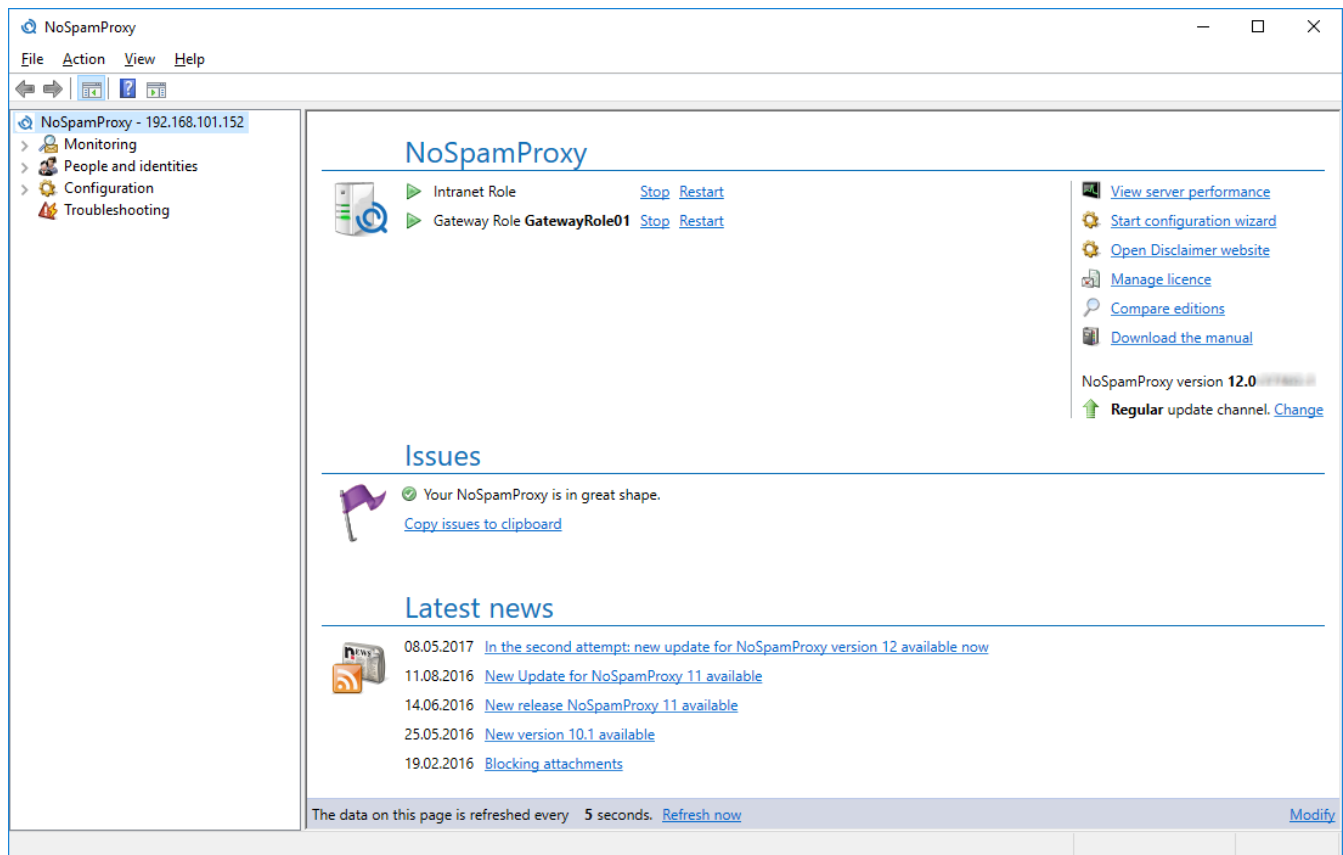 NoSpamProxy
File Action View Help
NoSpamProxy - 192.168.101.152
Monitoring
People and identities
Configuration
Troubleshooting
NoSpamProxy
Intranet Role Stop Restart
Gateway Role GatewayRole01 Stop Restart
View server performance
Start configuration wizard
Open Disclaimer website
Manage licence
Compare editions
Download the manual
NoSpamProxy version 12.0
Regular update channel. Change
Issues
Your NoSpamProxy is in great shape.
Copy issues to clipboard
Latest news
NEWS
08.05.2017 In the second attempt: new update for NoSpamProxy version 12 available now
11.08.2016 New Update for NoSpamProxy 11 available
14.06.2016 New release NoSpamProxy 11 available
25.05.2016 New version 10.1 available
19.02.2016 Blocking attachments
The data on this page is refreshed every 5 seconds. Refresh now Modify